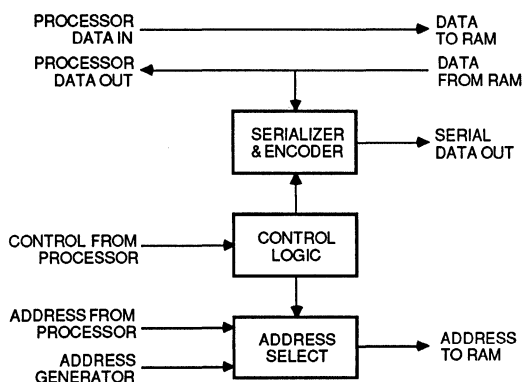 PROCESSOR
DATA IN
DATA
TO RAM
PROCESSOR
DATA OUT
DATA
FROM RAM
SERIALIZER
& ENCODER
SERIAL
DATA OUT
CONTROL FROM
PROCESSOR
CONTROL
LOGIC
ADDRESS FROM
PROCESSOR
ADDRESS
GENERATOR
ADDRESS
SELECT
ADDRESS
TO RAM